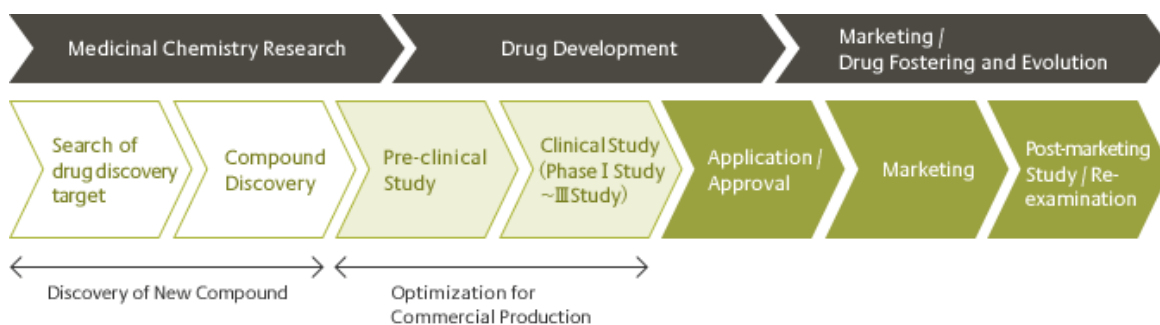 Medicinal Chemistry Research
Drug Development
Marketing /
Drug Fostering and Evolution
Search of
drug discovery
target
Compound
Discovery
Pre-clinical
Study
Clinical Study
(Phase Ⅰ Study
~ⅢStudy)
Application /
Approval
Marketing
Post-marketing
Study / Re-
examination
Discovery of New Compound
Optimization for
Commercial Production